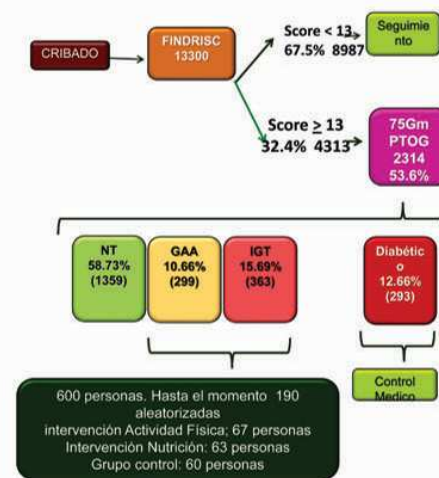 CRIBADO
FINDRISC
13300
Score < 13
67.5% 8987
Seguimie
nto
Score ≥ 13
32.4% 4313
75Gm
PTOG
2314
53.6%
NT
58.73%
(1359)
GAA
10.66%
(299)
IGT
15.69%
(363)
Diabétic
o
12.66%
(293)
Control
Medico
600 personas. Hasta el momento 190
aleatorizadas
intervención Actividad Física; 67 personas
Intervención Nutrición: 63 personas
Grupo control: 60 personas